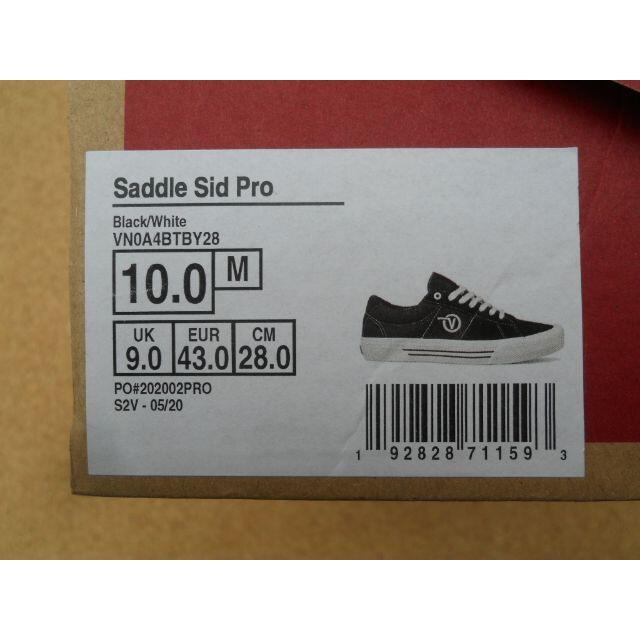 Saddle Sid Pro
Black/White
VN0A4BTBY28
10.0 M
UK EUR CM
9.0 43.0 28.0
PO#202002PRO
S2V - 05/20
V
1 92828 71159 3